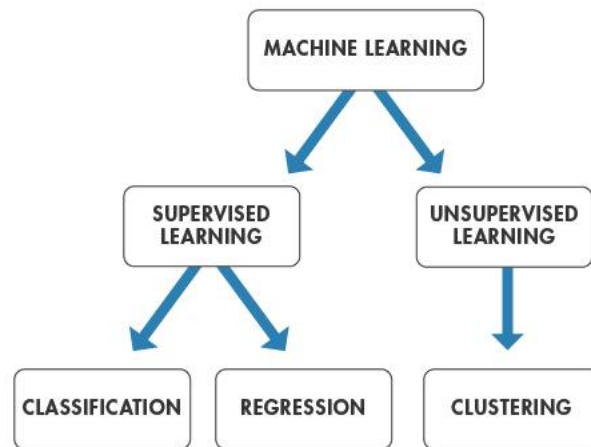 MACHINE LEARNING
SUPERVISED
LEARNING
UNSUPERVISED
LEARNING
CLASSIFICATION
REGRESSION
CLUSTERING